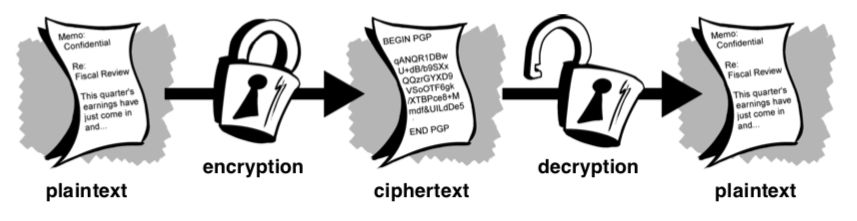 Memo:
Confidential
Re:
Fiscal Review
This quarter's
earnings have
just come in
and...
plaintext
encryption
BEGIN PGP
qANQR1DBw
U+dB/b9SXx
QQzrGYXD9
VSoOTF6gk
/XTBPce8+M
mdf&UILdDe5
.
END PGP
ciphertext
decryption
Memo:
Confidential
Re:
Fiscal Review
This quarter's
earnings have
just come in
and...
plaintext